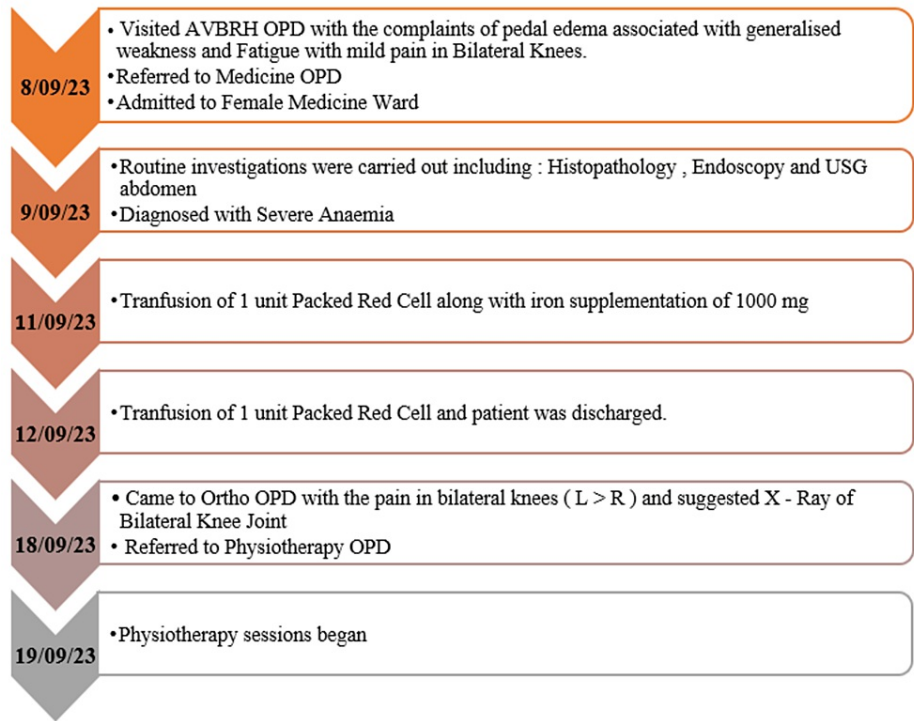 8/09/23
• Visited AVBRH OPD with the complaints of pedal edema associated with generalised
weakness and Fatigue with mild pain in Bilateral Knees.
•Referred to Medicine OPD
•Admitted to Female Medicine Ward
9/09/23
•Routine investigations were carried out including : Histopathology , Endoscopy and USG
abdomen
•Diagnosed with Severe Anaemia
11/09/23
•Tranfusion of 1 unit Packed Red Cell along with iron supplementation of 1000 mg
12/09/23
•Tranfusion of 1 unit Packed Red Cell and patient was discharged.
18/09/23
• Came to Ortho OPD with the pain in bilateral knees ( L > R ) and suggested X - Ray of
Bilateral Knee Joint
• Referred to Physiotherapy OPD
19/09/23
•Physiotherapy sessions began